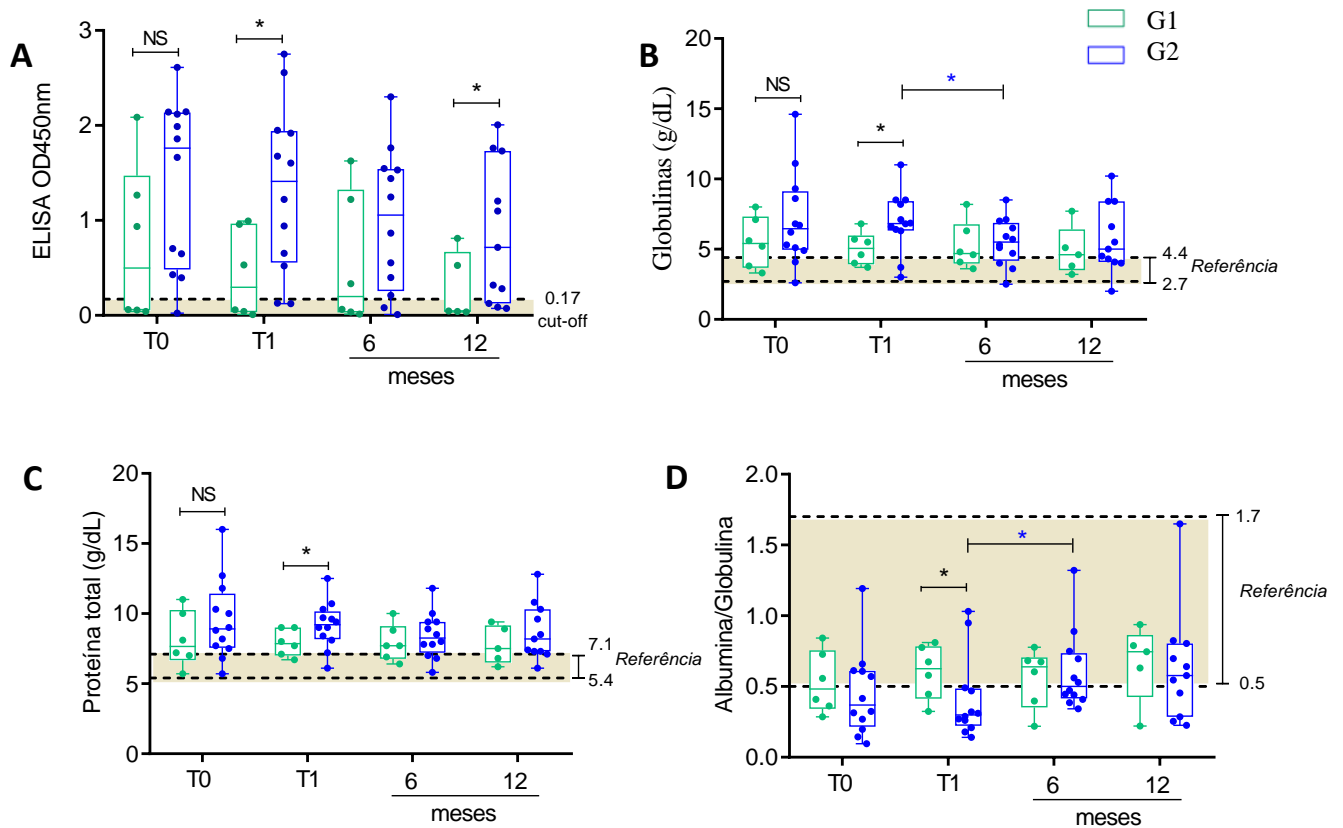 G1
G2
A
ELISA OD450nm
3
2
1
0
NS
*
*
0.17
cut-off
T0
T1
6
12
meses
B
Globulinas (g/dL)
20
15
10
5
0
NS
*
*
4.4
2.7
Referência
T0
T1
6
12
meses
C
Proteina total (g/dL)
20
15
10
5
0
NS
*
7.1
5.4
Referência
T0
T1
6
12
meses
D
Albumina/Globulina
2.0
1.5
1.0
0.5
0.0
*
*
1.7
0.5
Referência
T0
T1
6
12
meses